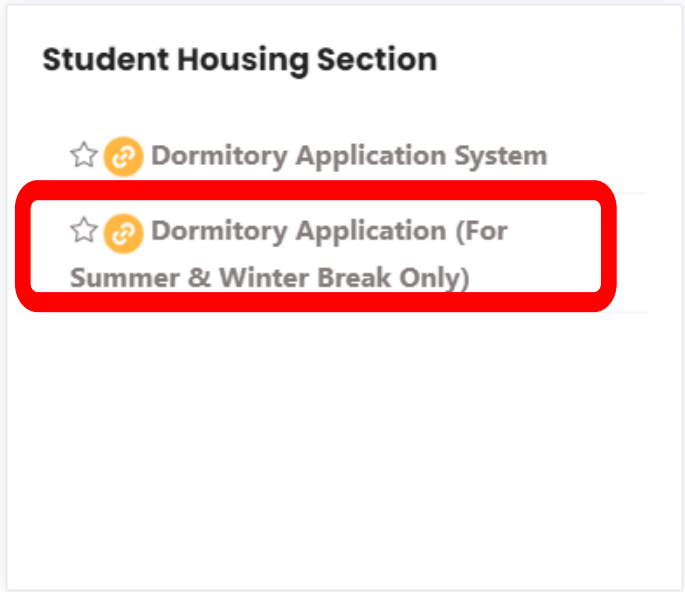 Student Housing Section
Dormitory Application System
Dormitory Application (For
Summer & Winter Break Only)